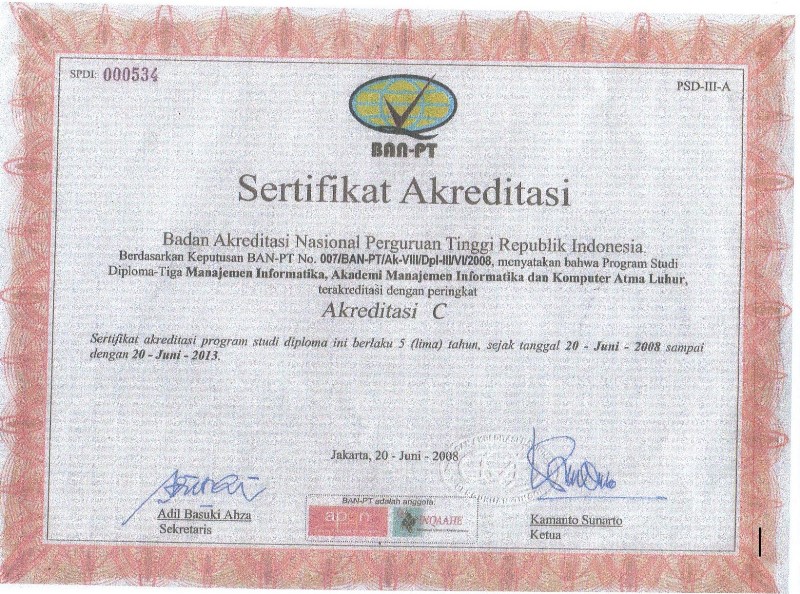 SPDI: 000534
PSD-III-A
BAN-PT
Sertifikat Akreditasi
Badan Akreditasi Nasional Perguruan Tinggi Republik Indonesia.
Berdasarkan Keputusan BAN-PT No. 007/BAN-PT/Ak-VIII/Dpl-III/VI/2008, menyatakan bahwa Program Studi
Diploma-Tiga Manajemen Informatika, Akademi Manajemen Informatika dan Komputer Atma Luhur,
terakreditasi dengan peringkat
Akreditasi C
Sertifikat akreditasi program studi diploma ini berlaku 5 (lima) tahun, sejak tanggal 20 - Juni - 2008 sampai
dengan 20 - Juni - 2013.
Jakarta, 20 - Juni - 2008
Adil Basuki Ahza
Sekretaris
BAN-PT adalah anggota:
apqn
INQAAHE
Kamanto Sunarto
Ketua